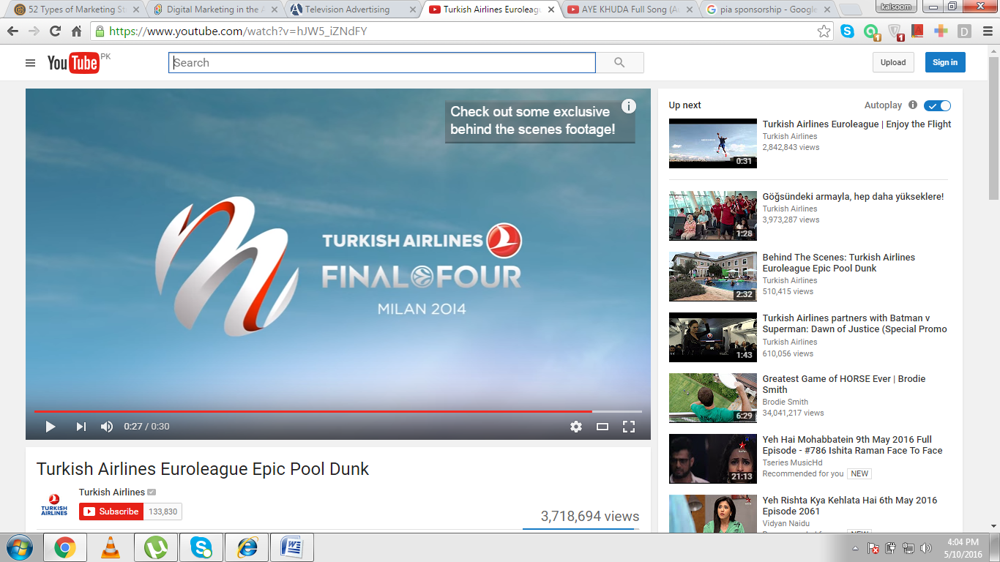 52 Types of Marketing St
Digital Marketing in the A
Television Advertising
Turkish Airlines Euroleagu
AYE KHUDA Full Song (A
pia sponsorship - Google
kalsoom
https://www.youtube.com/watch?v=hJW5_iZNdFY
YouTube PK
Search
Upload
Sign in
Check out some exclusive
behind the scenes footage!
TURKISH AIRLINES
FINAL FOUR
MILAN 2014
0:27 / 0:30
Turkish Airlines Euroleague Epic Pool Dunk
TURKISH
AIRLINES
Turkish Airlines
Subscribe
133,830
3,718,694 views
Up next
Autoplay
0:31
Turkish Airlines Euroleague | Enjoy the Flight
Turkish Airlines
2,842,843 views
1:28
Göğsündeki armayla, hep daha yükseklere!
Turkish Airlines
3,973,287 views
2:32
Behind The Scenes: Turkish Airlines
Euroleague Epic Pool Dunk
Turkish Airlines
510,415 views
1:43
Turkish Airlines partners with Batman v
Superman: Dawn of Justice (Special Promo
Turkish Airlines
610,056 views
6:29
Greatest Game of HORSE Ever | Brodie
Smith
Brodie Smith
34,041,217 views
21:13
Yeh Hai Mohabbatein 9th May 2016 Full
Episode - #786 Ishita Raman Face To Face
Tseries MusicHd
Recommended for you NEW
Yeh Rishta Kya Kehlata Hai 6th May 2016
Episode 2061
Vidyan Naidu
4:04 PM
5/10/2016